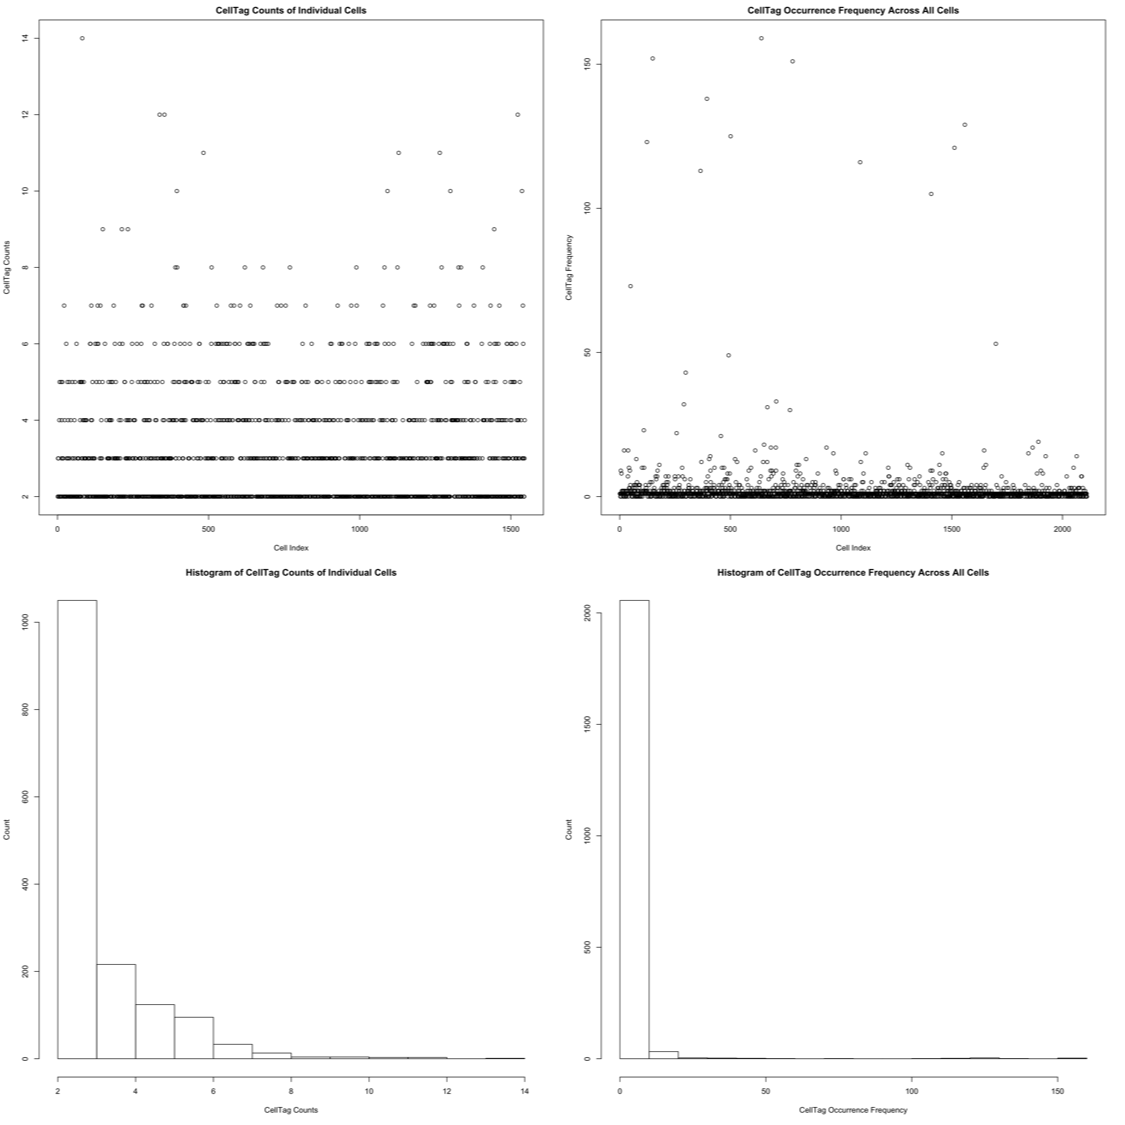 CellTag Counts of Individual Cells
CellTag Counts
14
12
10
8
6
4
2
0 500 1000 1500
Cell Index
CellTag Occurrence Frequency Across All Cells
CellTag Frequency
150
100
50
0
0 500 1000 1500 2000
Cell Index
Histogram of CellTag Counts of Individual Cells
Count
1000
800
600
400
200
0
2 4 6 8 10 12 14
CellTag Counts
Histogram of CellTag Occurrence Frequency Across All Cells
Count
2000
1500
1000
500
0
0 50 100 150
CellTag Occurrence Frequency